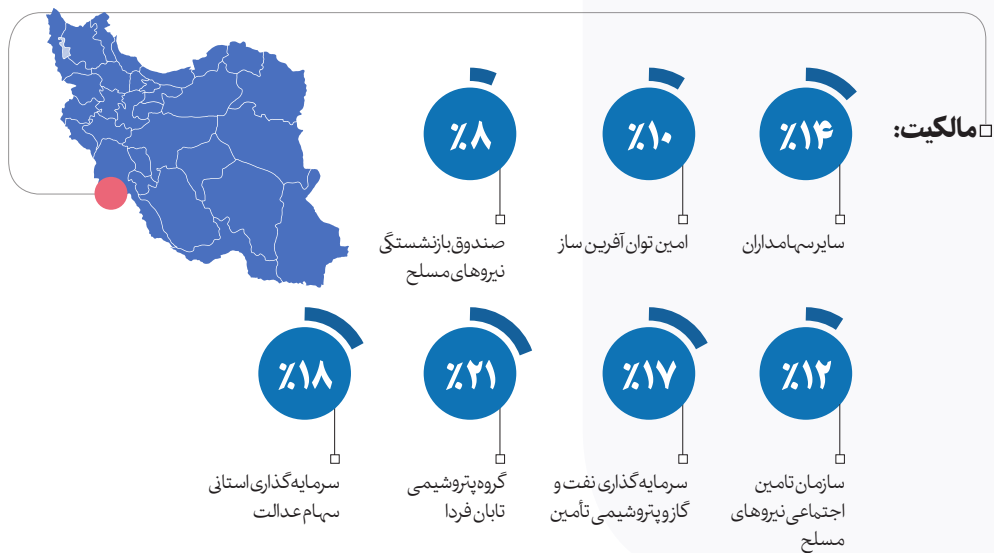 مالکیت:
٪۱۴
سایر سهامداران
٪۱۰
امین توان آفرین ساز
٪۸
صندوق بازنشستگی
نیروهای مسلح
٪۱۲
سازمان تامین
اجتماعی نیروهای
مسلح
٪۱۷
سرمایه گذاری نفت و
گاز و پتروشیمی تأمین
٪۲۱
گروه پتروشیمی
تابان فردا
٪۱۸
سرمایه گذاری استانی
سهام عدالت